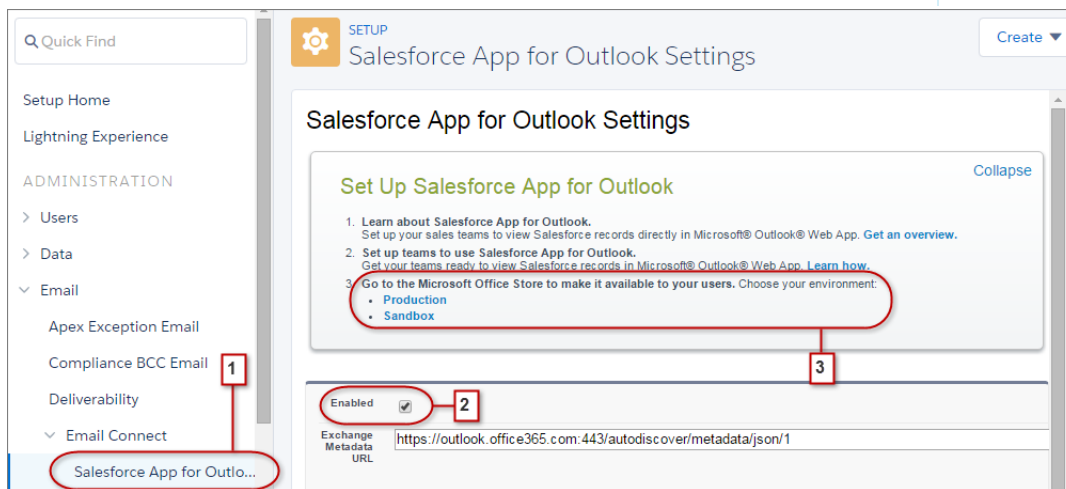 Quick Find
Setup Home
Lightning Experience
ADMINISTRATION
Users
Data
Email
Apex Exception Email
Compliance BCC Email
1
Deliverability
Email Connect
Salesforce App for Outlo...
SETUP
Salesforce App for Outlook Settings
Create
Salesforce App for Outlook Settings
Collapse
Set Up Salesforce App for Outlook
1. Learn about Salesforce App for Outlook.
Set up your sales teams to view Salesforce records directly in Microsoft® Outlook® Web App. Get an overview.
2. Set up teams to use Salesforce App for Outlook.
Get your teams ready to view Salesforce records in Microsoft® Outlook® Web App. Learn how.
3. Go to the Microsoft Office Store to make it available to your users. Choose your environment:
• Production
• Sandbox
3
Enabled
2
Exchange
Metadata
URL
https://outlook.office365.com:443/autodiscover/metadata/json/1